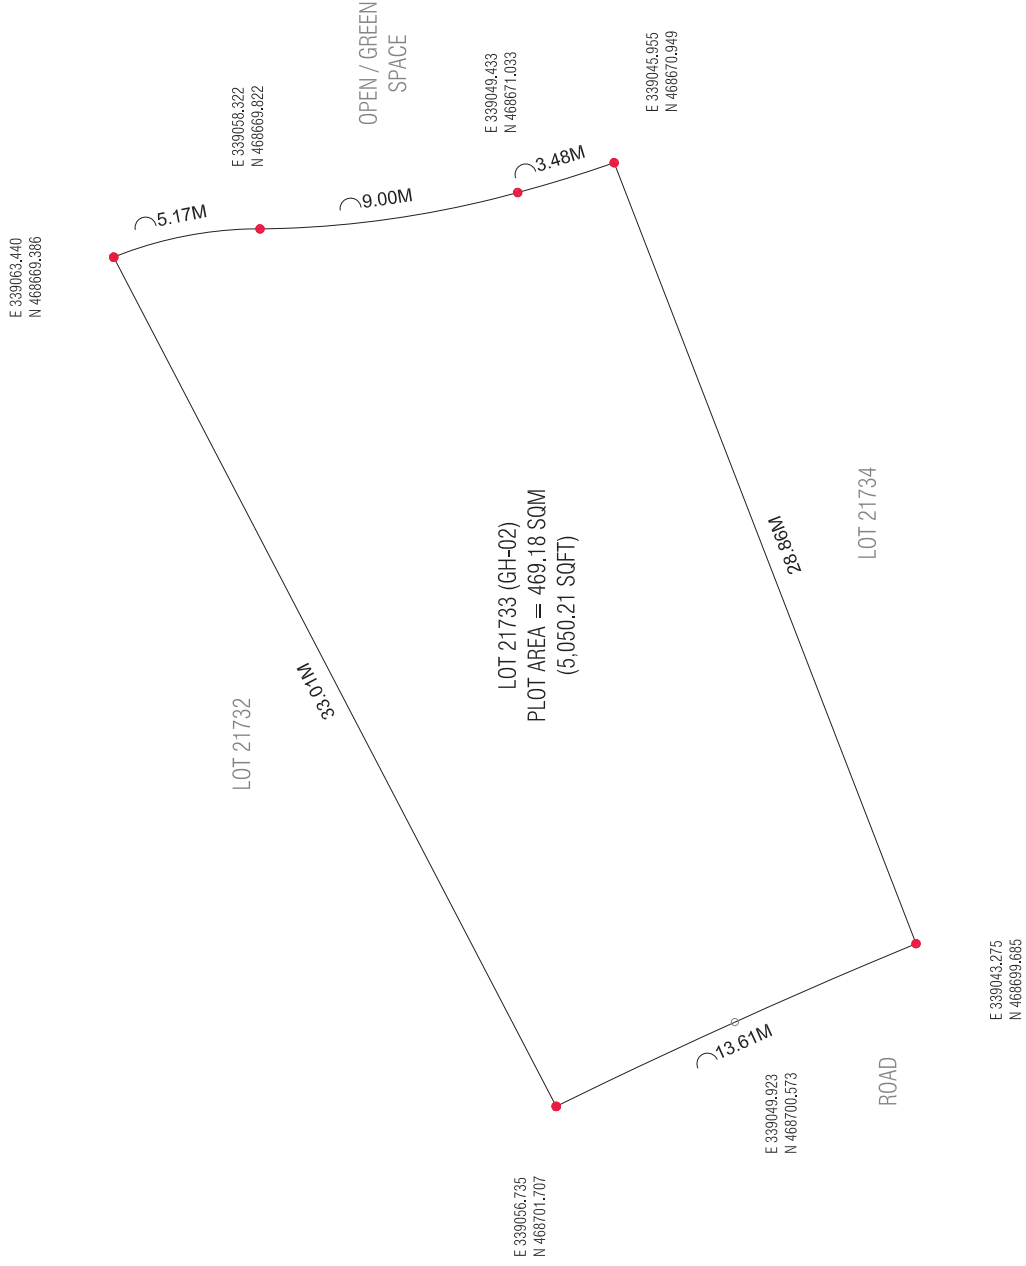 OPEN / GREEN
SPACE
E 339045.955
N 468670.949
E 339049.433
N 468671.033
E 339058.322
N 468669.822
3.48M
9.00M
5.17M
E 339063.440
N 468669.386
LOT 21733 (GH-02)
PLOT AREA = 469.18 SQM
(5,050.21 SQFT)
LOT 21734
28.86M
33.01M
LOT 21732
E 339043.275
N 468699.685
13.61M
ROAD
E 339049.923
N 468700.573
E 339056.735
N 468701.707